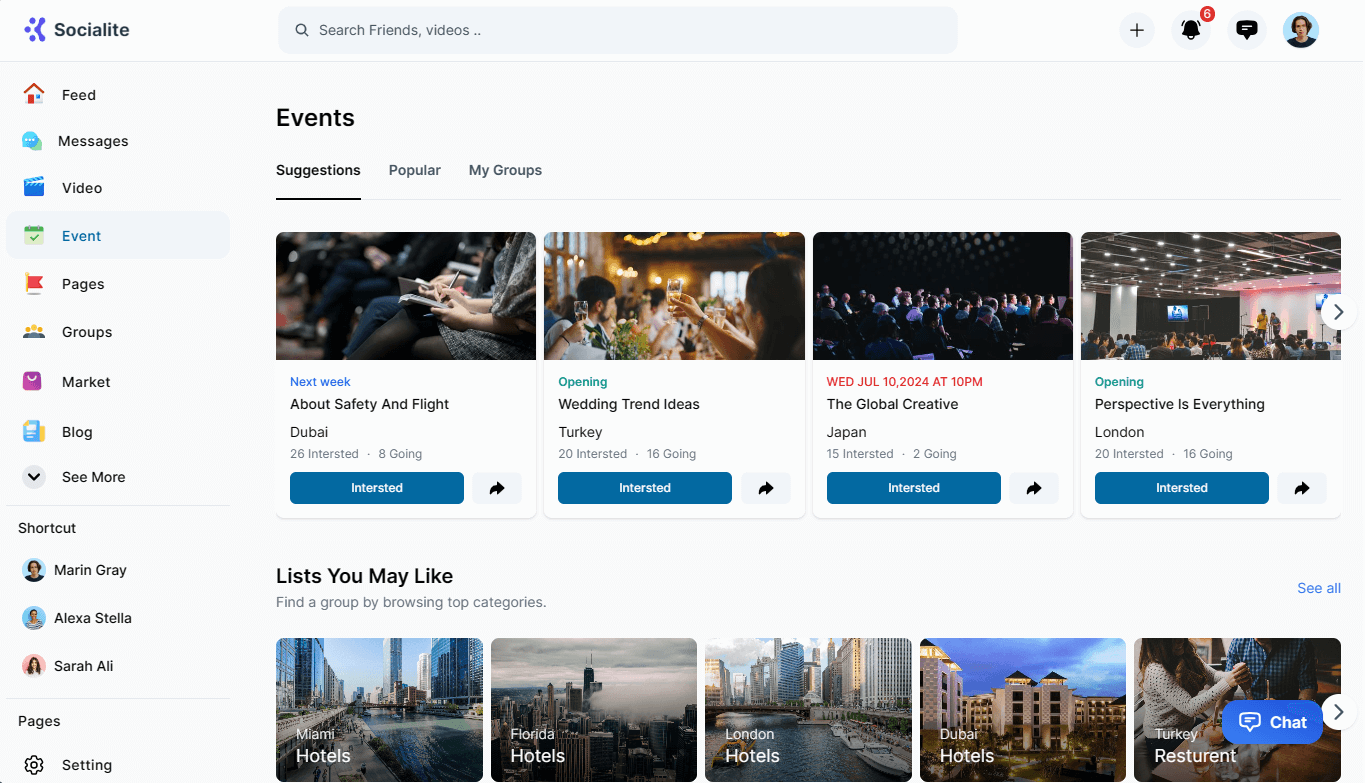 Socialite
Search Friends, videos ..
6
Feed
Messages
Video
Event
Pages
Groups
Market
Blog
See More
Shortcut
Marin Gray
Alexa Stella
Sarah Ali
Pages
Setting
Events
Suggestions Popular My Groups
Next week
About Safety And Flight
Dubai
26 Intersted · 8 Going
Intersted
Opening
Wedding Trend Ideas
Turkey
20 Intersted · 16 Going
Intersted
WED JUL 10,2024 AT 10PM
The Global Creative
Japan
15 Intersted · 2 Going
Intersted
Opening
Perspective Is Everything
London
20 Intersted · 16 Going
Intersted
Lists You May Like
See all
Find a group by browsing top categories.
Miami
Hotels
Florida
Hotels
London
Hotels
Dubai
Hotels
Turkey
Resturent
Chat